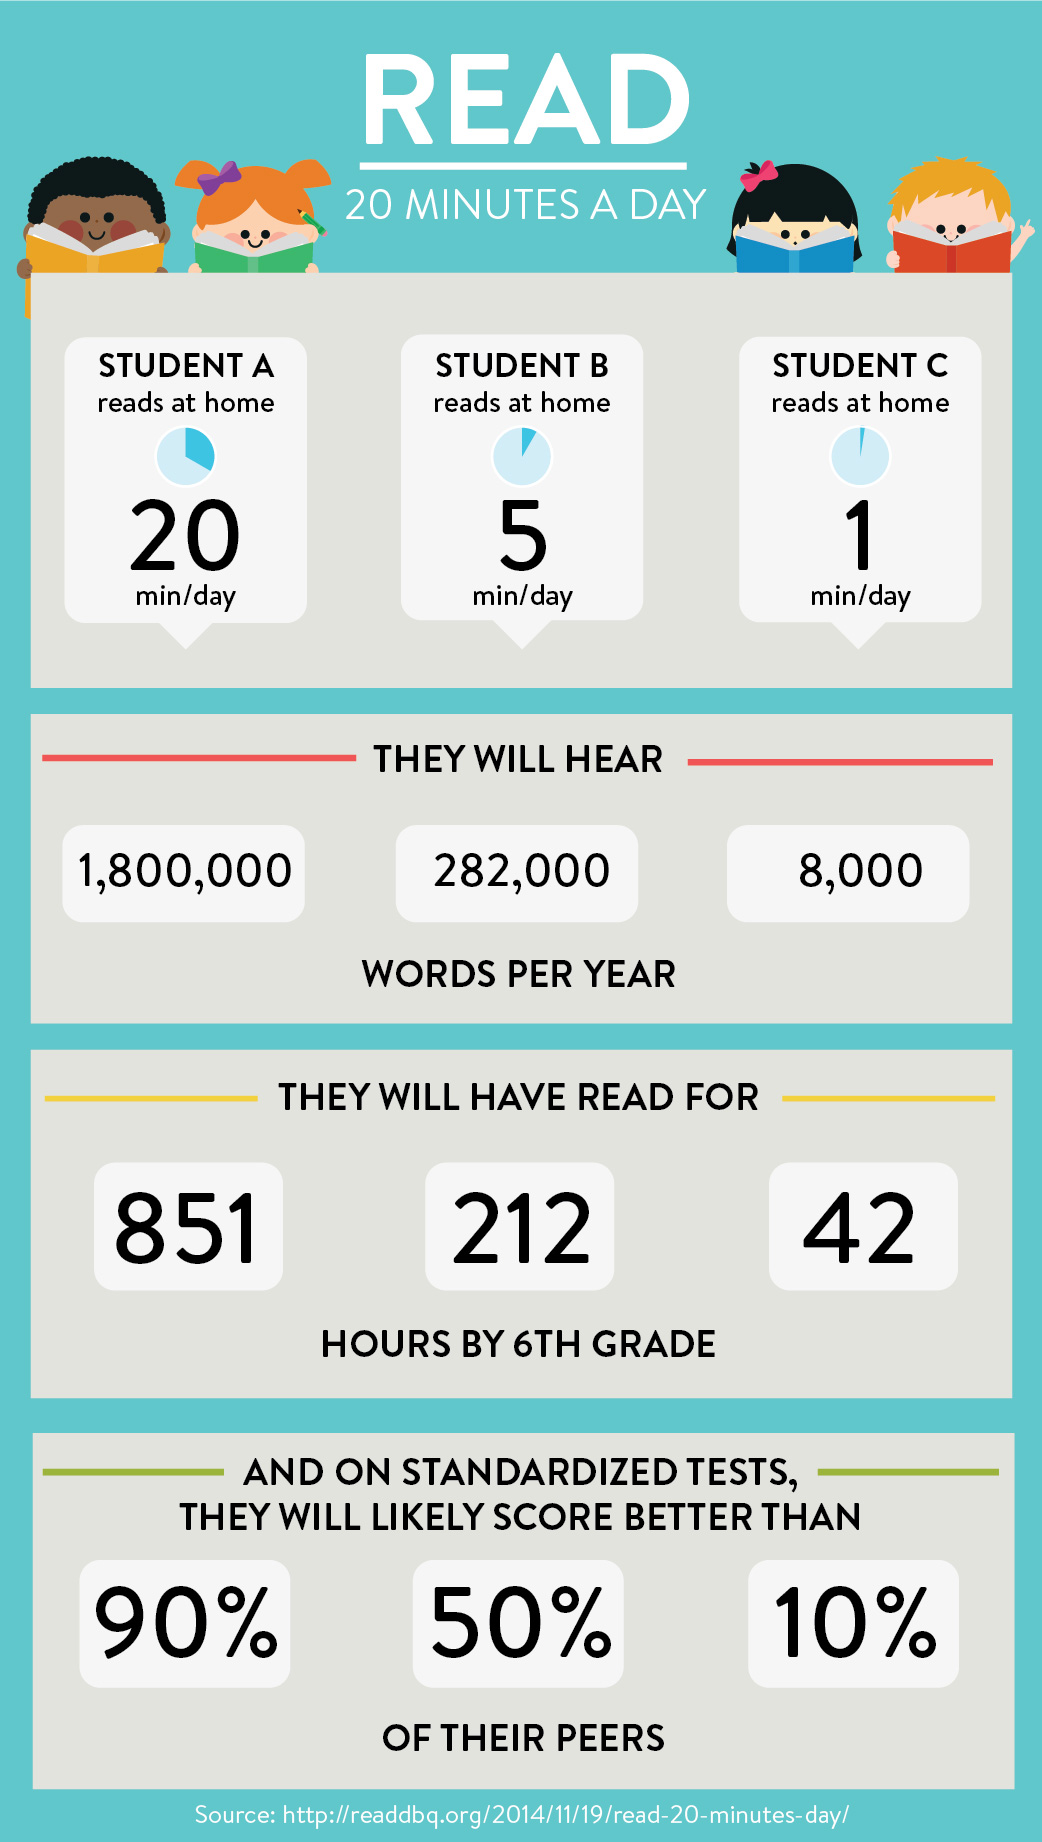 READ
20 MINUTES A DAY
STUDENT A
reads at home
20
min/day
STUDENT B
reads at home
5
min/day
STUDENT C
reads at home
1
min/day
THEY WILL HEAR
1,800,000
282,000
8,000
WORDS PER YEAR
THEY WILL HAVE READ FOR
851
212
42
HOURS BY 6TH GRADE
AND ON STANDARDIZED TESTS,
THEY WILL LIKELY SCORE BETTER THAN
90%
50%
10%
OF THEIR PEERS
Source: http://readdbq.org/2014/11/19/read-20-minutes-day/